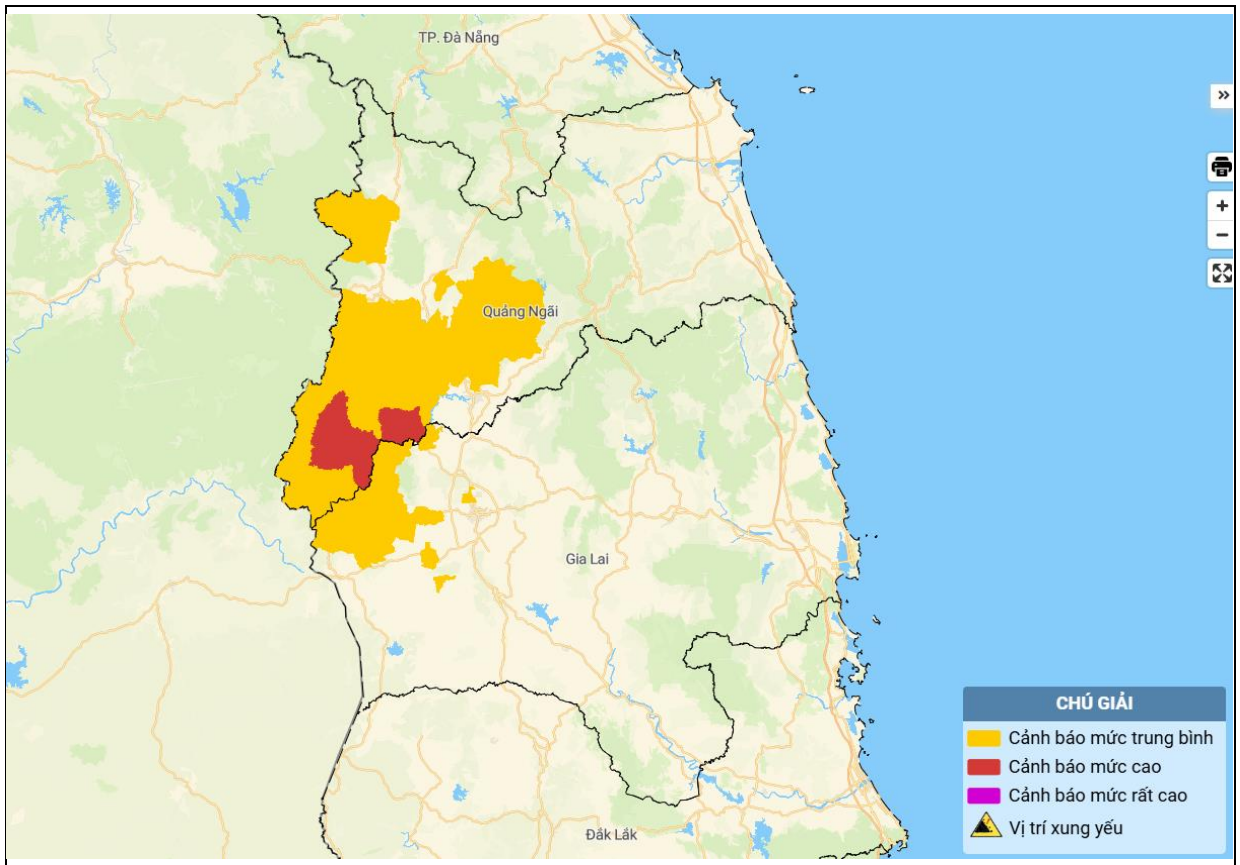 TP. Đà Nẵng
»
+
−
Quảng Ngãi
Gia Lai
CHÚ GIẢI
Cảnh báo mức trung bình
Cảnh báo mức cao
Cảnh báo mức rất cao
Vị trí xung yếu
Đắk Lắk